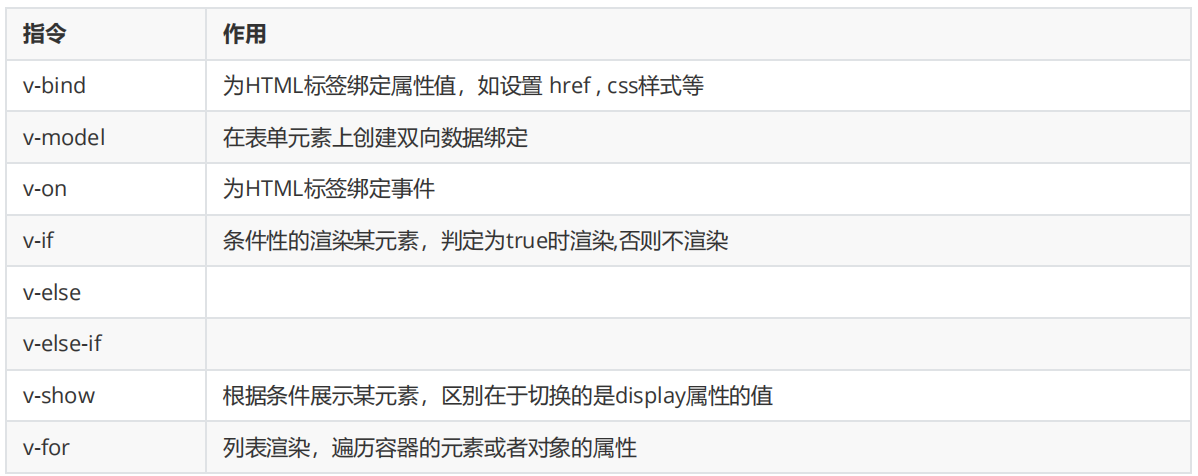 指令 作用
v-bind 为HTML标签绑定属性值，如设置 href , css样式等
v-model 在表单元素上创建双向数据绑定
v-on 为HTML标签绑定事件
v-if 条件性的渲染某元素，判定为true时渲染,否则不渲染
v-else
v-else-if
v-show 根据条件展示某元素，区别在于切换的是display属性的值
v-for 列表渲染，遍历容器的元素或者对象的属性